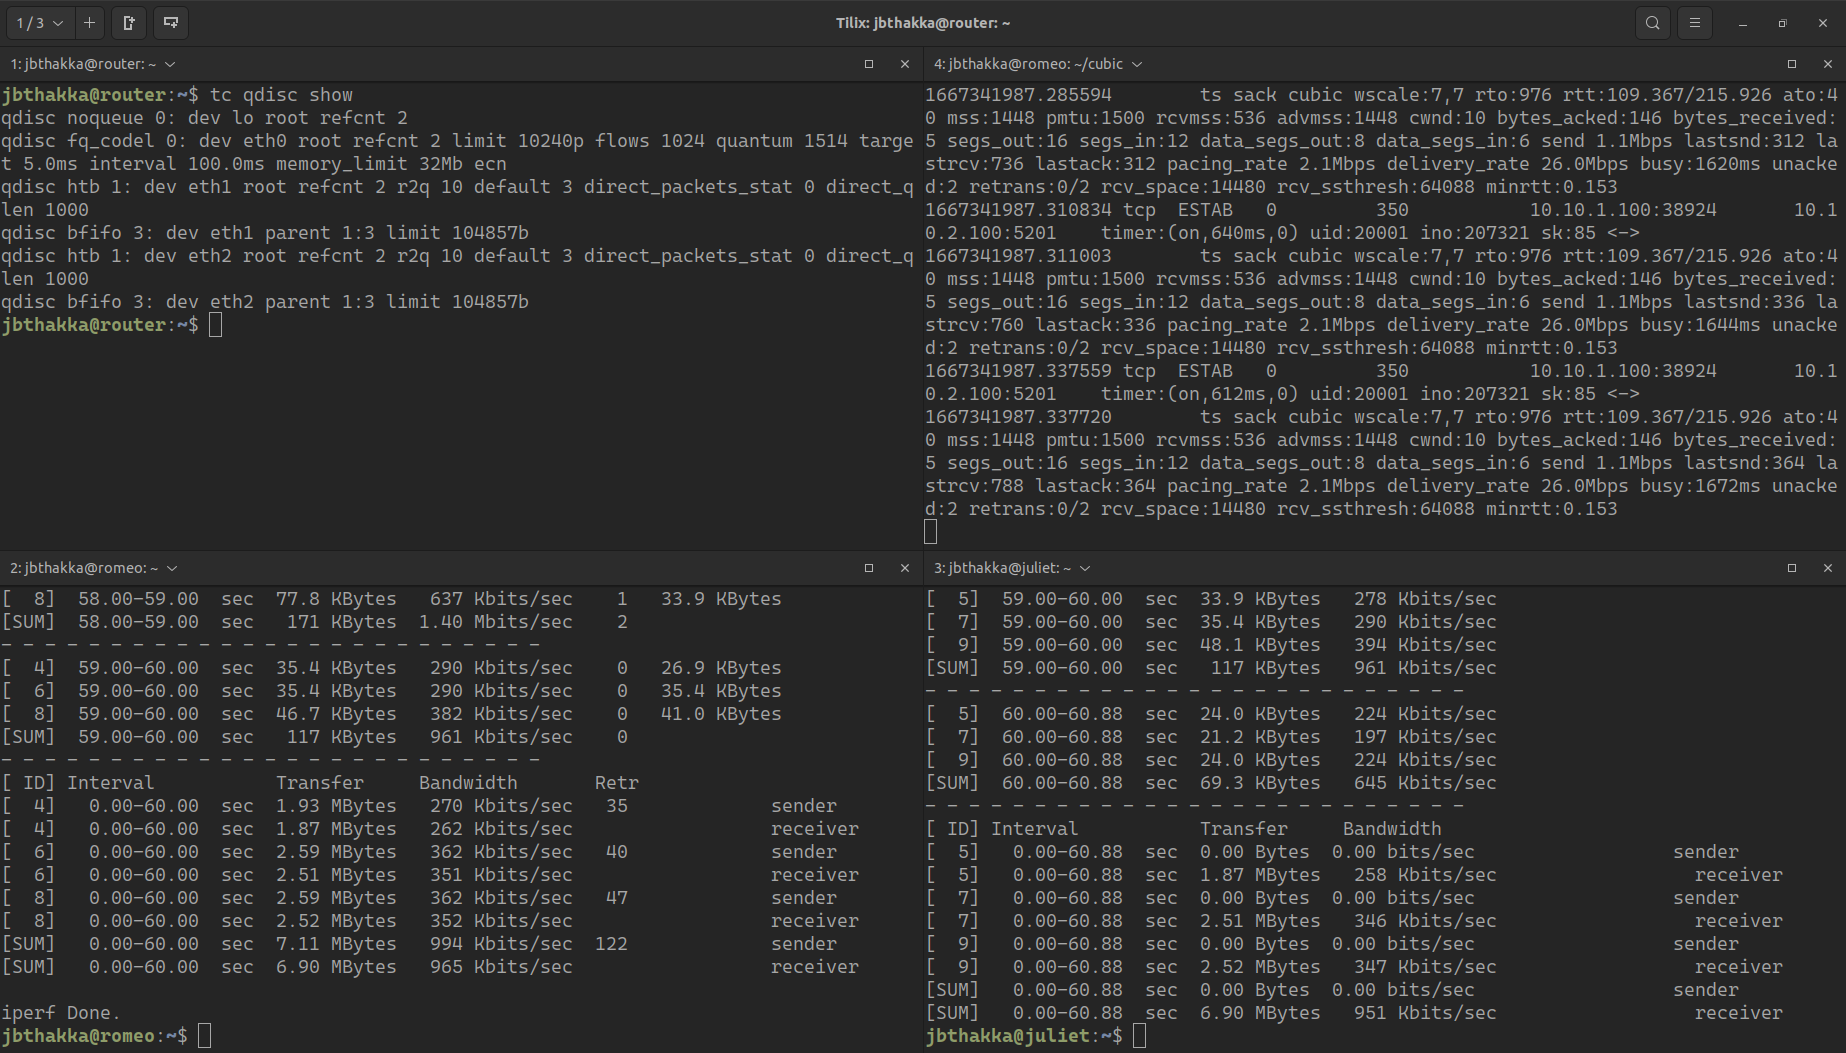 1 / 3
Tilix: jbthakka@router: ~
1: jbthakka@router: ~
jbthakka@router:~$ tc qdisc show
qdisc noqueue 0: dev lo root refcnt 2
qdisc fq_codel 0: dev eth0 root refcnt 2 limit 10240p flows 1024 quantum 1514 targe
t 5.0ms interval 100.0ms memory_limit 32Mb ecn
qdisc htb 1: dev eth1 root refcnt 2 r2q 10 default 3 direct_packets_stat 0 direct_q
len 1000
qdisc bfifo 3: dev eth1 parent 1:3 limit 104857b
qdisc htb 1: dev eth2 root refcnt 2 r2q 10 default 3 direct_packets_stat 0 direct_q
len 1000
qdisc bfifo 3: dev eth2 parent 1:3 limit 104857b
jbthakka@router:~$
4: jbthakka@romeo: ~/cubic
1667341987.285594        ts sack cubic wscale:7,7 rto:976 rtt:109.367/215.926 ato:4
0 mss:1448 pmtu:1500 rcvmss:536 advmss:1448 cwnd:10 bytes_acked:146 bytes_received:
5 segs_out:16 segs_in:12 data_segs_out:8 data_segs_in:6 send 1.1Mbps lastsnd:312 la
strcv:736 lastack:312 pacing_rate 2.1Mbps delivery_rate 26.0Mbps busy:1620ms unacke
d:2 retrans:0/2 rcv_space:14480 rcv_ssthresh:64088 minrtt:0.153
1667341987.310834 tcp  ESTAB   0         350           10.10.1.100:38924       10.1
0.2.100:5201    timer:(on,640ms,0) uid:20001 ino:207321 sk:85 <->
1667341987.311003        ts sack cubic wscale:7,7 rto:976 rtt:109.367/215.926 ato:4
0 mss:1448 pmtu:1500 rcvmss:536 advmss:1448 cwnd:10 bytes_acked:146 bytes_received:
5 segs_out:16 segs_in:12 data_segs_out:8 data_segs_in:6 send 1.1Mbps lastsnd:336 la
strcv:760 lastack:336 pacing_rate 2.1Mbps delivery_rate 26.0Mbps busy:1644ms unacke
d:2 retrans:0/2 rcv_space:14480 rcv_ssthresh:64088 minrtt:0.153
1667341987.337559 tcp  ESTAB   0         350           10.10.1.100:38924       10.1
0.2.100:5201    timer:(on,612ms,0) uid:20001 ino:207321 sk:85 <->
1667341987.337720        ts sack cubic wscale:7,7 rto:976 rtt:109.367/215.926 ato:4
0 mss:1448 pmtu:1500 rcvmss:536 advmss:1448 cwnd:10 bytes_acked:146 bytes_received:
5 segs_out:16 segs_in:12 data_segs_out:8 data_segs_in:6 send 1.1Mbps lastsnd:364 la
strcv:788 lastack:364 pacing_rate 2.1Mbps delivery_rate 26.0Mbps busy:1672ms unacke
d:2 retrans:0/2 rcv_space:14480 rcv_ssthresh:64088 minrtt:0.153
2: jbthakka@romeo: ~
[  8]  58.00-59.00  sec  77.8 KBytes   637 Kbits/sec    1   33.9 KBytes
[SUM]  58.00-59.00  sec   171 KBytes  1.40 Mbits/sec    2
- - - - - - - - - - - - - - - - - - - - - - - - -
[  4]  59.00-60.00  sec  35.4 KBytes   290 Kbits/sec    0   26.9 KBytes
[  6]  59.00-60.00  sec  35.4 KBytes   290 Kbits/sec    0   35.4 KBytes
[  8]  59.00-60.00  sec  46.7 KBytes   382 Kbits/sec    0   41.0 KBytes
[SUM]  59.00-60.00  sec   117 KBytes   961 Kbits/sec    0
- - - - - - - - - - - - - - - - - - - - - - - - -
[ ID] Interval           Transfer     Bandwidth       Retr
[  4]   0.00-60.00  sec  1.93 MBytes   270 Kbits/sec   35             sender
[  4]   0.00-60.00  sec  1.87 MBytes   262 Kbits/sec                  receiver
[  6]   0.00-60.00  sec  2.59 MBytes   362 Kbits/sec   40             sender
[  6]   0.00-60.00  sec  2.51 MBytes   351 Kbits/sec                  receiver
[  8]   0.00-60.00  sec  2.59 MBytes   362 Kbits/sec   47             sender
[  8]   0.00-60.00  sec  2.52 MBytes   352 Kbits/sec                  receiver
[SUM]   0.00-60.00  sec  7.11 MBytes   994 Kbits/sec  122             sender
[SUM]   0.00-60.00  sec  6.90 MBytes   965 Kbits/sec                  receiver
iperf Done.
jbthakka@romeo:~$
3: jbthakka@juliet: ~
[  5]  59.00-60.00  sec  33.9 KBytes   278 Kbits/sec
[  7]  59.00-60.00  sec  35.4 KBytes   290 Kbits/sec
[  9]  59.00-60.00  sec  48.1 KBytes   394 Kbits/sec
[SUM]  59.00-60.00  sec   117 KBytes   961 Kbits/sec
- - - - - - - - - - - - - - - - - - - - - - - - -
[  5]  60.00-60.88  sec  24.0 KBytes   224 Kbits/sec
[  7]  60.00-60.88  sec  21.2 KBytes   197 Kbits/sec
[  9]  60.00-60.88  sec  24.0 KBytes   224 Kbits/sec
[SUM]  60.00-60.88  sec  69.3 KBytes   645 Kbits/sec
- - - - - - - - - - - - - - - - - - - - - - - - -
[ ID] Interval           Transfer     Bandwidth
[  5]   0.00-60.88  sec  0.00 Bytes  0.00 bits/sec                  sender
[  5]   0.00-60.88  sec  1.87 MBytes   258 Kbits/sec                  receiver
[  7]   0.00-60.88  sec  0.00 Bytes  0.00 bits/sec                  sender
[  7]   0.00-60.88  sec  2.51 MBytes   346 Kbits/sec                  receiver
[  9]   0.00-60.88  sec  0.00 Bytes  0.00 bits/sec                  sender
[  9]   0.00-60.88  sec  2.52 MBytes   347 Kbits/sec                  receiver
[SUM]   0.00-60.88  sec  0.00 Bytes  0.00 bits/sec                  sender
[SUM]   0.00-60.88  sec  6.90 MBytes   951 Kbits/sec                  receiver
jbthakka@juliet:~$